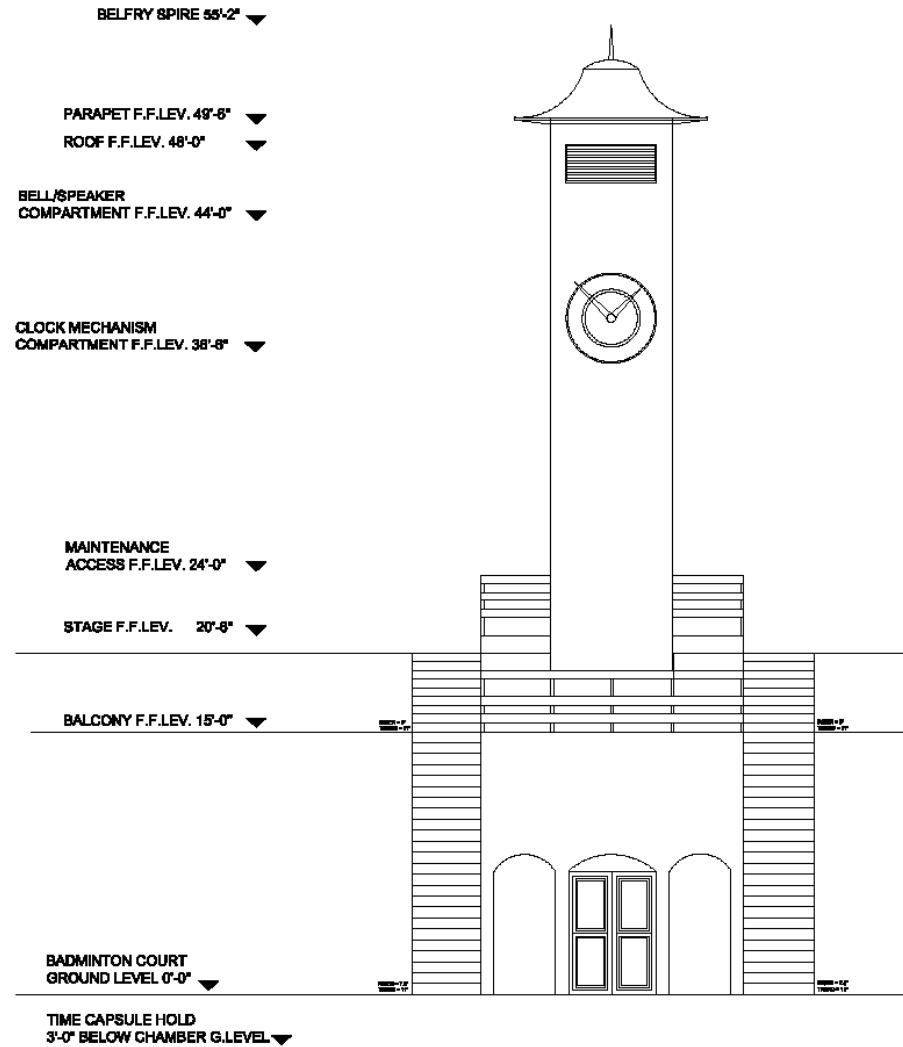 BELFRY SPIRE 55'-2"
PARAPET F.F.LEV. 49'-6"
ROOF F.F.LEV. 48'-0"
BELL/SPEAKER
COMPARTMENT F.F.LEV. 44'-0"
CLOCK MECHANISM
COMPARTMENT F.F.LEV. 36'-6"
MAINTENANCE
ACCESS F.F.LEV. 24'-0"
STAGE F.F.LEV. 20'-6"
BALCONY F.F.LEV. 15'-0"
BADMINTON COURT
GROUND LEVEL 0'-0"
TIME CAPSULE HOLD
3'-0" BELOW CHAMBER G.LEVEL